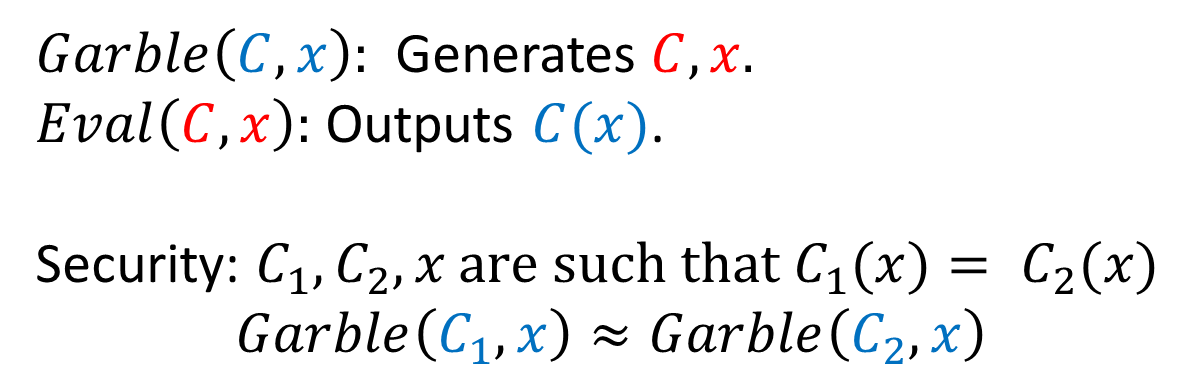 Garble(C, x): Generates C, x.
Eval(C, x): Outputs C(x).
Security: C₁, C₂, x are such that C₁(x) = C₂(x)
Garble(C₁, x) ≈ Garble(C₂, x)